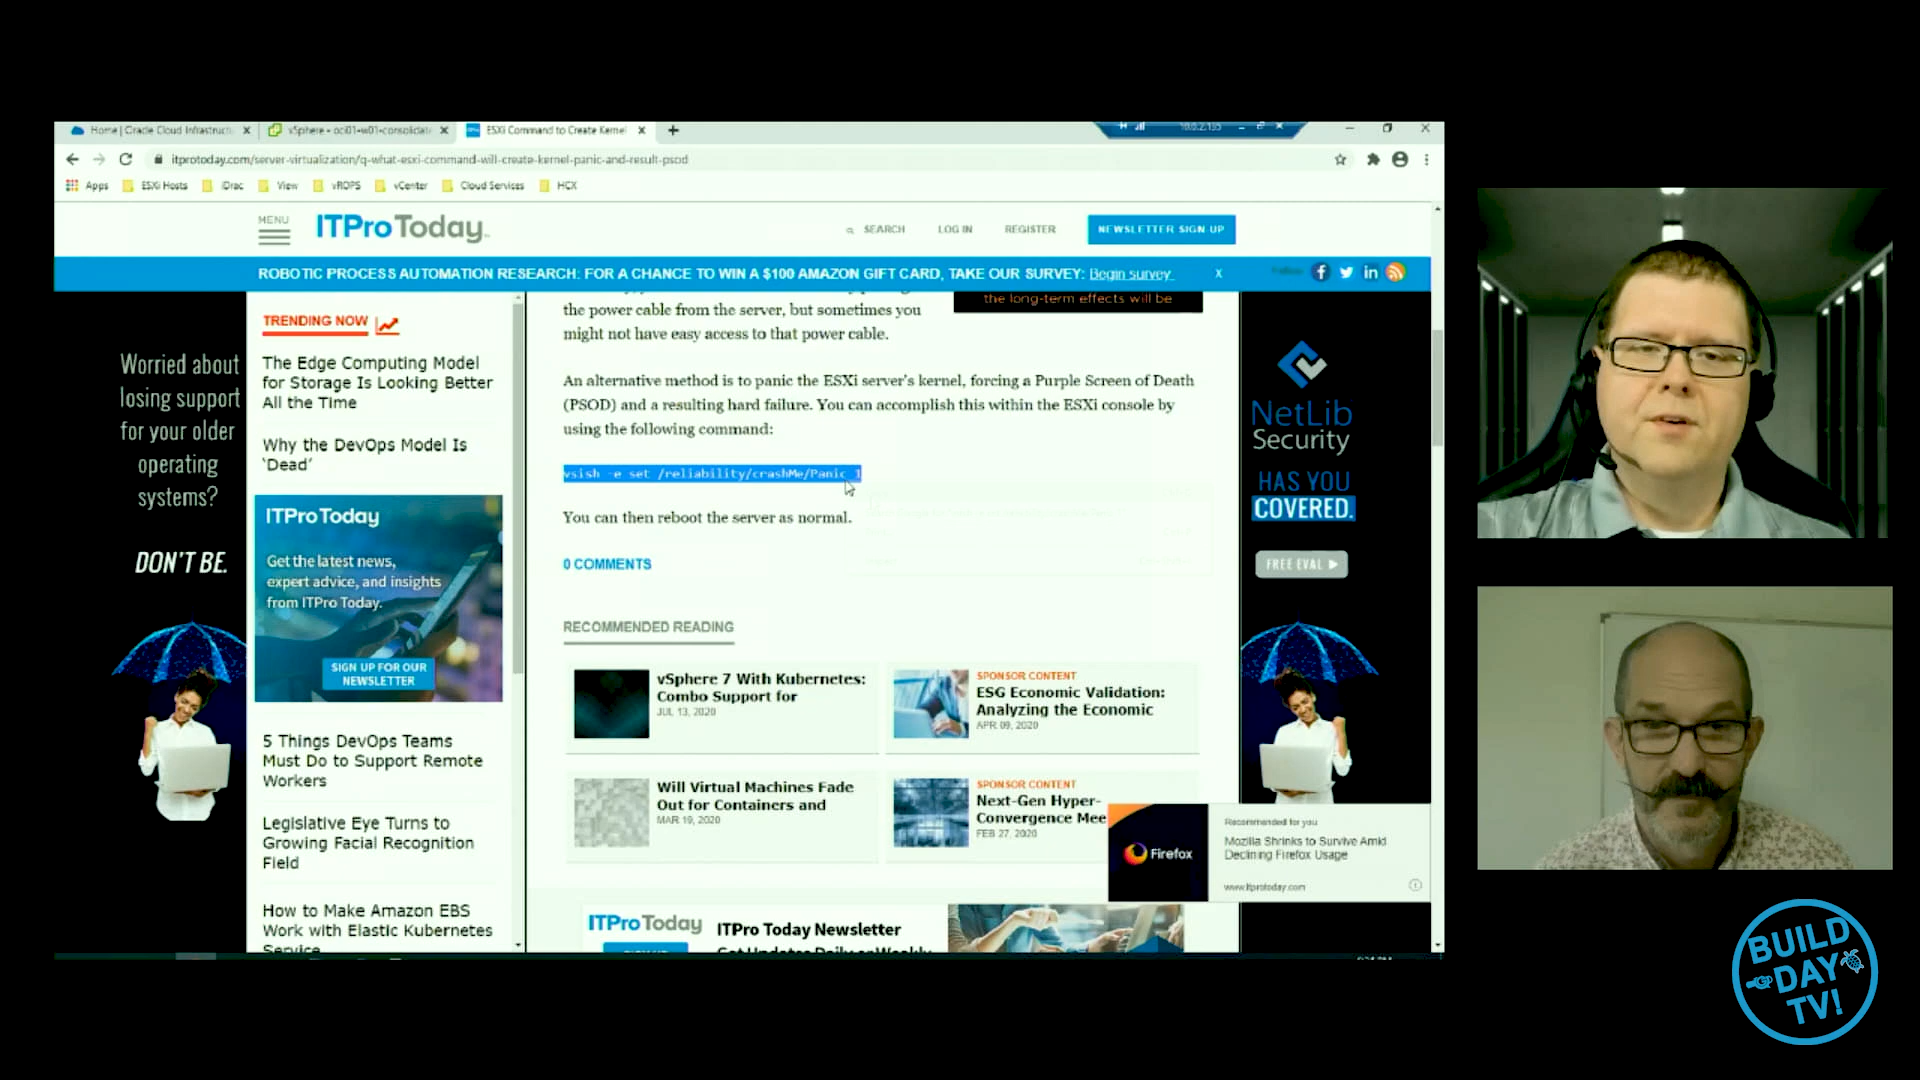 Home | Oracle Cloud Infrastructu
vSphere - oci01-w01-consolidate
ESXi Command to Create Kernel
10.0.2.155
itprotoday.com/server-virtualization/q-what-esxi-command-will-create-kernel-panic-and-result-psod
Apps
ESXi Hosts
iDrac
View
vROPS
vCenter
Cloud Services
HCX
MENU
ITPro Today
SEARCH
LOG IN
REGISTER
NEWSLETTER SIGN UP
ROBOTIC PROCESS AUTOMATION RESEARCH: FOR A CHANCE TO WIN A $100 AMAZON GIFT CARD, TAKE OUR SURVEY: Begin survey
X
Worried about
losing support
for your older
operating
systems?
DON'T BE.
TRENDING NOW
The Edge Computing Model
for Storage Is Looking Better
All the Time
Why the DevOps Model Is
'Dead'
ITPro Today
Get the latest news,
expert advice, and insights
from ITPro Today.
SIGN UP FOR OUR
NEWSLETTER
5 Things DevOps Teams
Must Do to Support Remote
Workers
Legislative Eye Turns to
Growing Facial Recognition
Field
How to Make Amazon EBS
Work with Elastic Kubernetes
Service
the power cable from the server, but sometimes you
might not have easy access to that power cable.
the long-term effects will be
An alternative method is to panic the ESXi server's kernel, forcing a Purple Screen of Death
(PSOD) and a resulting hard failure. You can accomplish this within the ESXi console by
using the following command:
vsish -e set /reliability/crashMe/Panic 1
You can then reboot the server as normal.
0 COMMENTS
RECOMMENDED READING
vSphere 7 With Kubernetes:
Combo Support for
JUL 13, 2020
SPONSOR CONTENT
ESG Economic Validation:
Analyzing the Economic
APR 09, 2020
Will Virtual Machines Fade
Out for Containers and
MAR 19, 2020
SPONSOR CONTENT
Next-Gen Hyper-
Convergence Mee
FEB 27, 2020
ITPro Today
ITPro Today Newsletter
NetLib
Security
HAS YOU
COVERED.
FREE EVAL
Firefox
Recommended for you
Mozilla Shrinks to Survive Amid
Declining Firefox Usage
www.itprotoday.com
BUILD
DAY
TV!